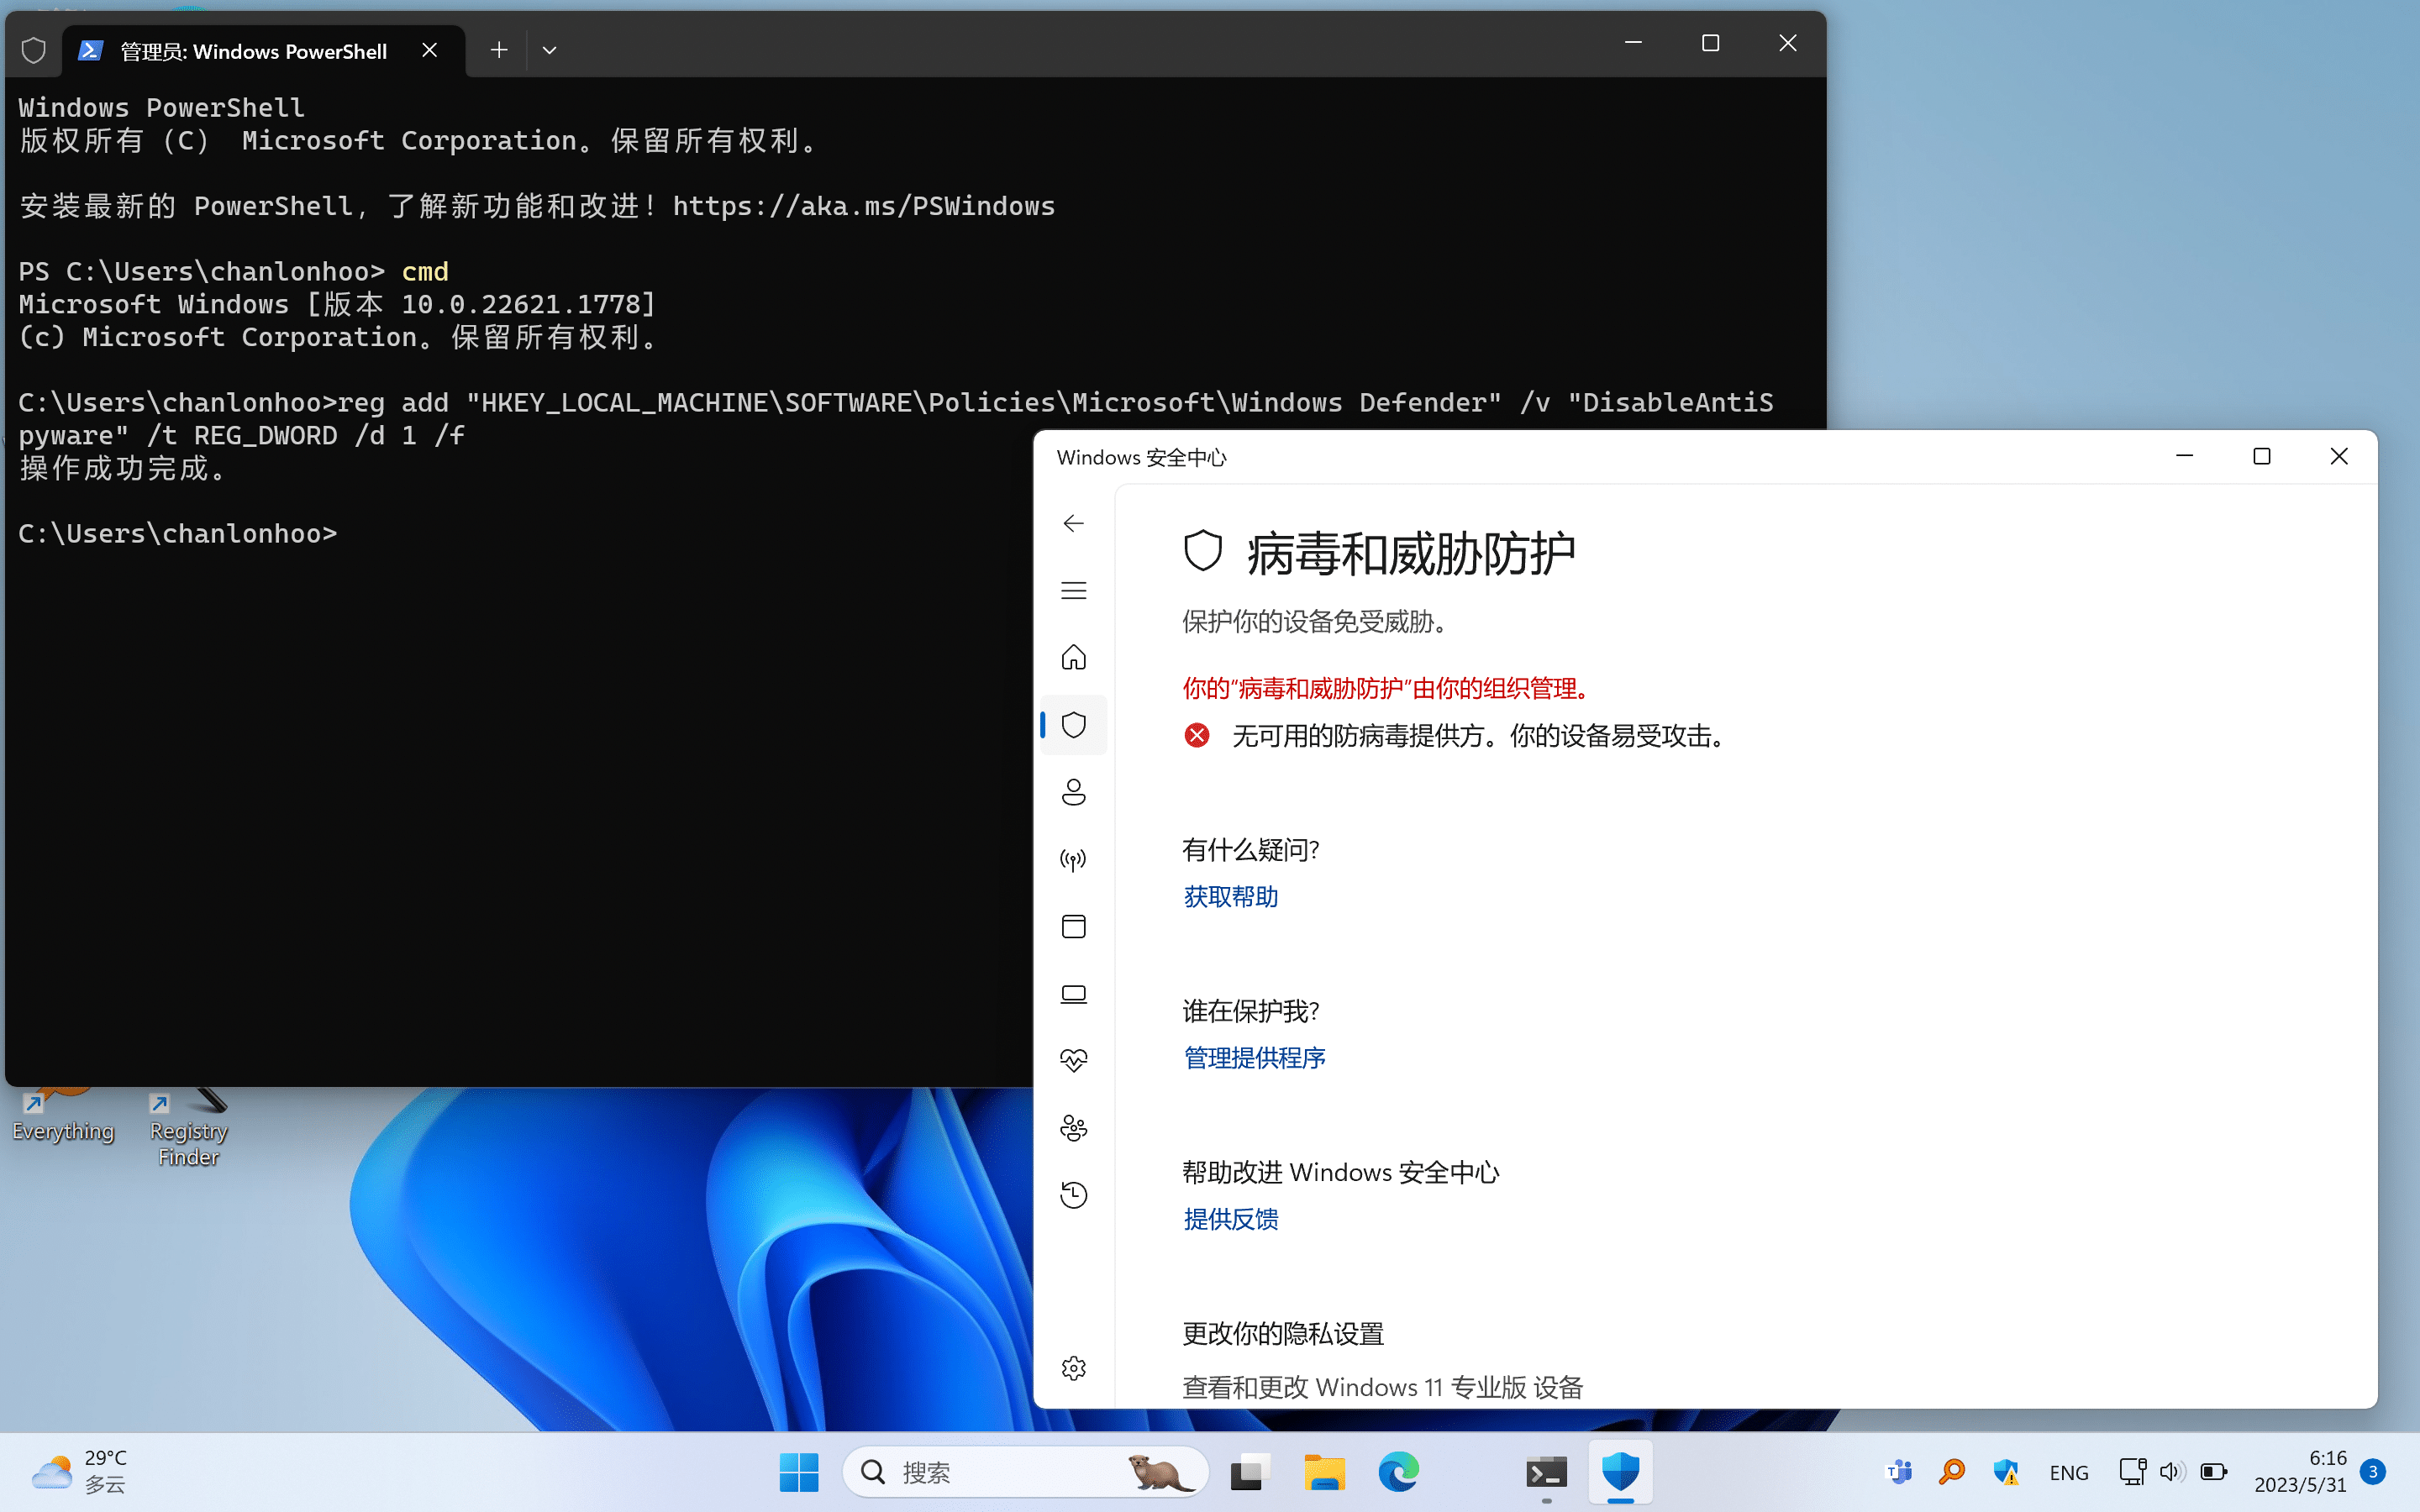 管理员: Windows PowerShell
Windows PowerShell
版权所有 (C) Microsoft Corporation。保留所有权利。
安装最新的 PowerShell，了解新功能和改进！https://aka.ms/PSWindows
PS C:\Users\chanlonhoo> cmd
Microsoft Windows [版本 10.0.22621.1778]
(c) Microsoft Corporation。保留所有权利。
C:\Users\chanlonhoo>reg add "HKEY_LOCAL_MACHINE\SOFTWARE\Policies\Microsoft\Windows Defender" /v "DisableAntiS
pyware" /t REG_DWORD /d 1 /f
操作成功完成。
C:\Users\chanlonhoo>
Windows 安全中心
病毒和威胁防护
保护你的设备免受威胁。
你的“病毒和威胁防护”由你的组织管理。
无可用的防病毒提供方。你的设备易受攻击。
有什么疑问?
获取帮助
谁在保护我?
管理提供程序
帮助改进 Windows 安全中心
提供反馈
更改你的隐私设置
查看和更改 Windows 11 专业版 设备
Everything
Registry
Finder
29°C
多云
搜索
ENG
6:16
2023/5/31
3